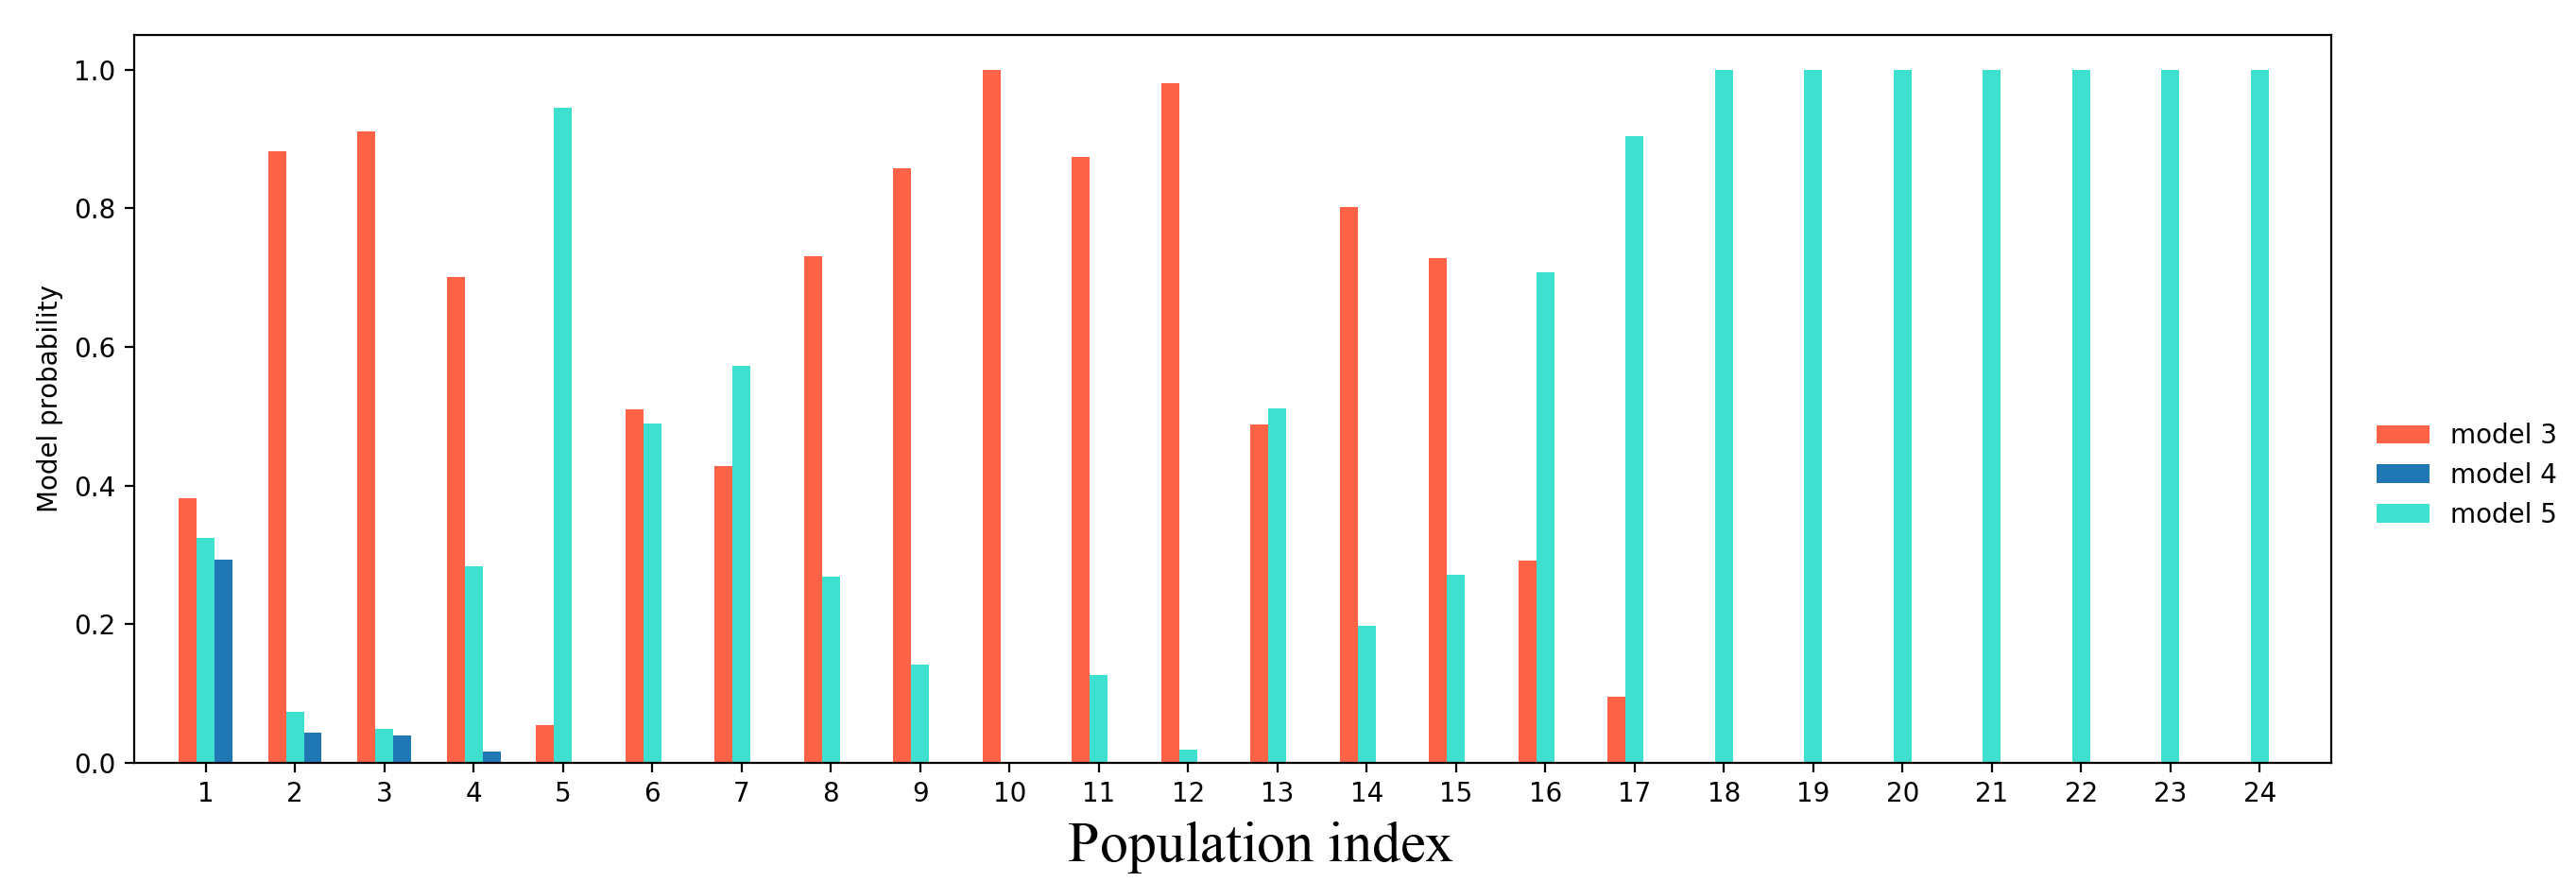 1.0
0.8
0.6
0.4
0.2
0.0
Model probability
1 2 3 4 5 6 7 8 9 10 11 12 13 14 15 16 17 18 19 20 21 22 23 24
Population index
model 3
model 4
model 5